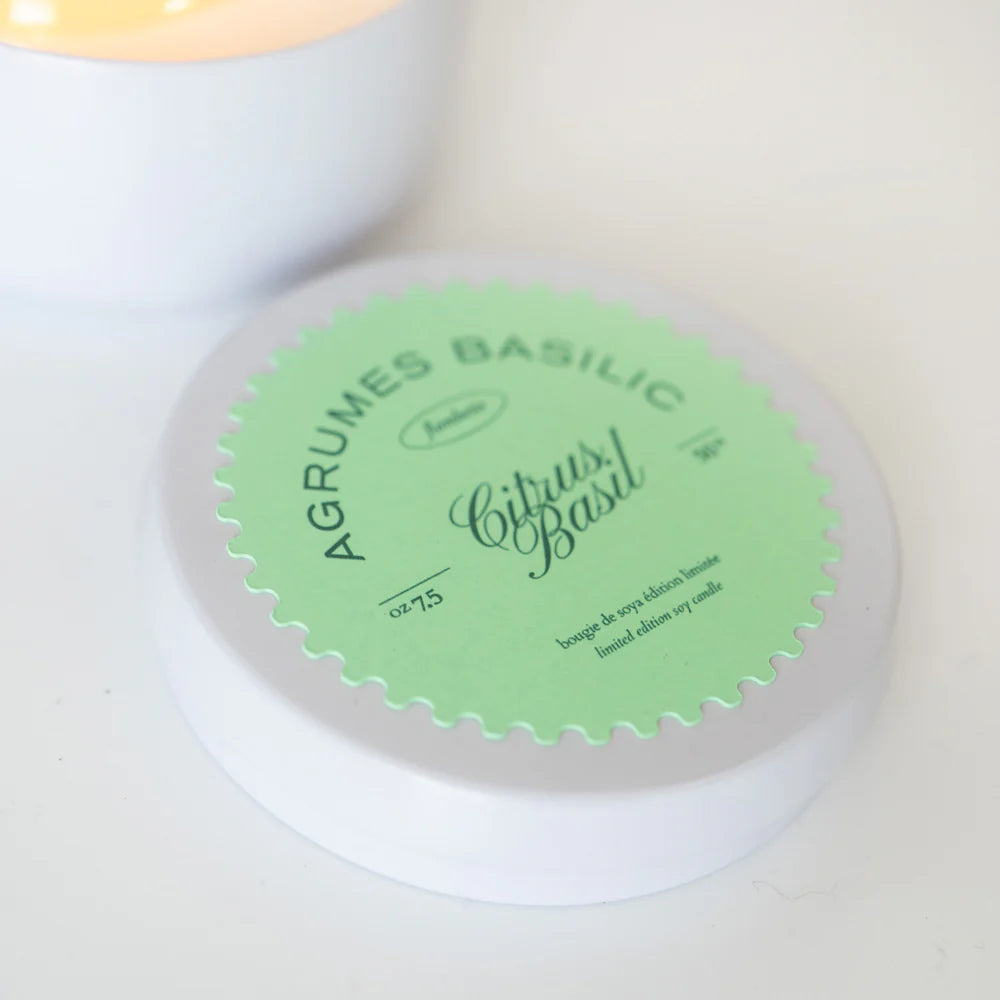 AGRUMES BASILIC
Citrus
Basil
oz 7.5
bougie de soya édition limitée
limited edition soy candle